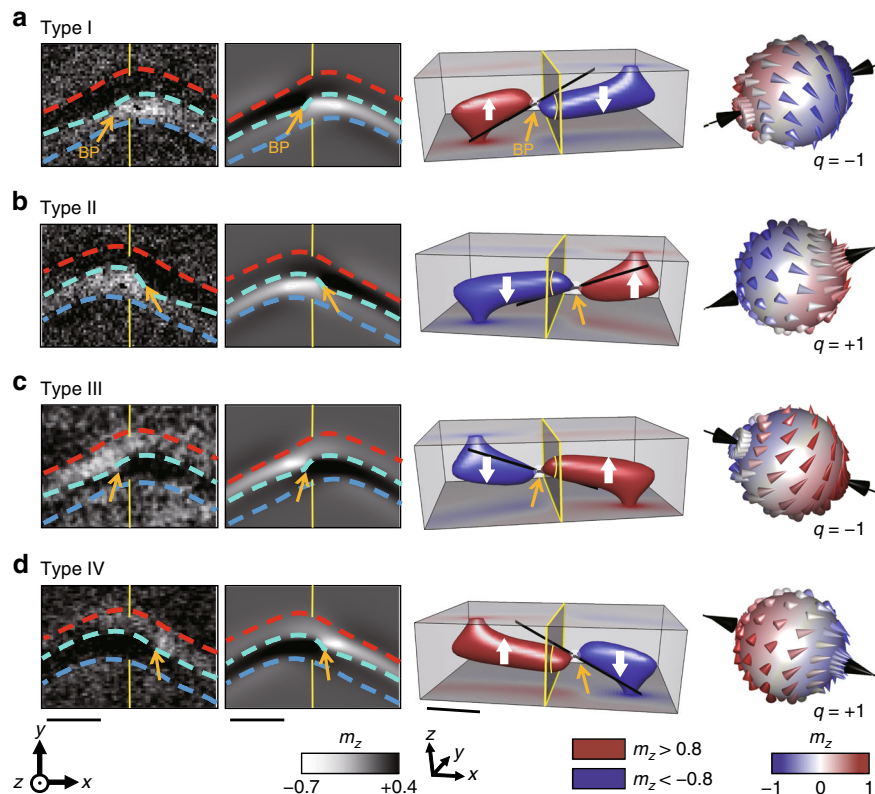 a Type I
BP
BP
BP
q = −1
b Type II
q = +1
c Type III
q = −1
d Type IV
q = +1
y
z x
m_z
−0.7 +0.4
z
y
x
m_z > 0.8
m_z < −0.8
m_z
−1 0 1